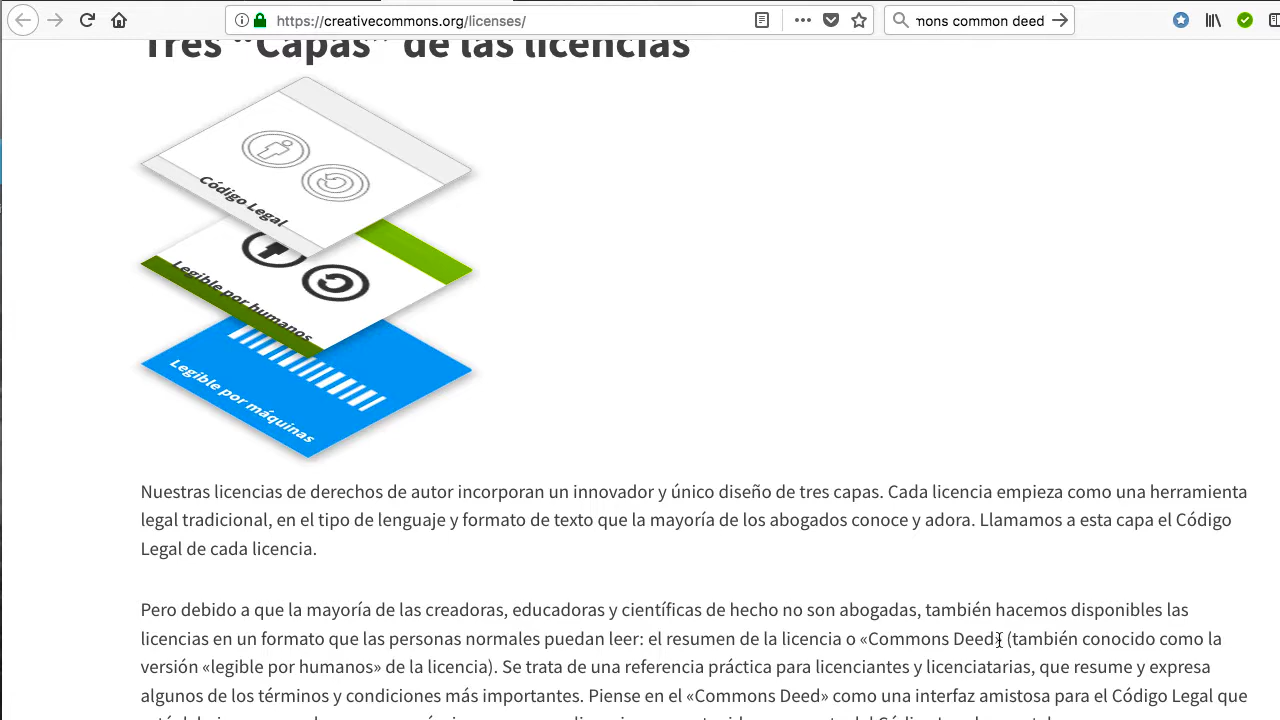 https://creativecommons.org/licenses/
mons common deed
Tres “Capas” de las licencias
Código Legal
Legible por humanos
Legible por máquinas
Nuestras licencias de derechos de autor incorporan un innovador y único diseño de tres capas. Cada licencia empieza como una herramienta
legal tradicional, en el tipo de lenguaje y formato de texto que la mayoría de los abogados conoce y adora. Llamamos a esta capa el Código
Legal de cada licencia.
Pero debido a que la mayoría de las creadoras, educadoras y científicas de hecho no son abogadas, también hacemos disponibles las
licencias en un formato que las personas normales puedan leer: el resumen de la licencia o «Commons Deed» (también conocido como la
versión «legible por humanos» de la licencia). Se trata de una referencia práctica para licenciantes y licenciatarias, que resume y expresa
algunos de los términos y condiciones más importantes. Piense en el «Commons Deed» como una interfaz amistosa para el Código Legal que